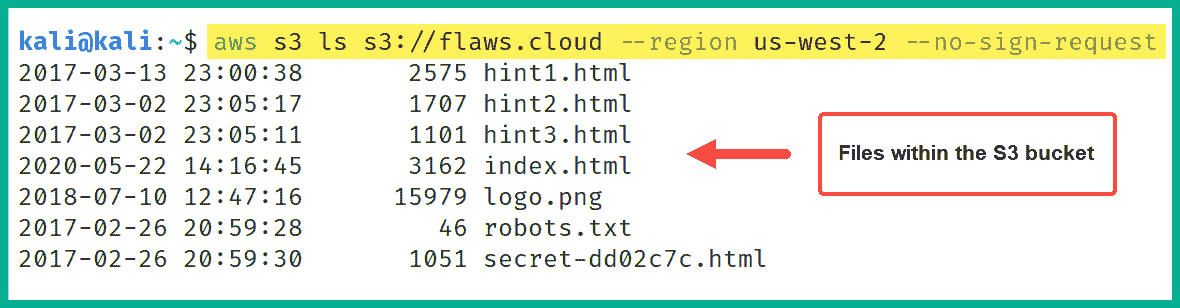 kali@kali:~$ aws s3 ls s3://flaws.cloud --region us-west-2 --no-sign-request
2017-03-13 23:00:38       2575 hint1.html
2017-03-02 23:05:17       1707 hint2.html
2017-03-02 23:05:11       1101 hint3.html
2020-05-22 14:16:45       3162 index.html
2018-07-10 12:47:16      15979 logo.png
2017-02-26 20:59:28         46 robots.txt
2017-02-26 20:59:30       1051 secret-dd02c7c.html
Files within the S3 bucket